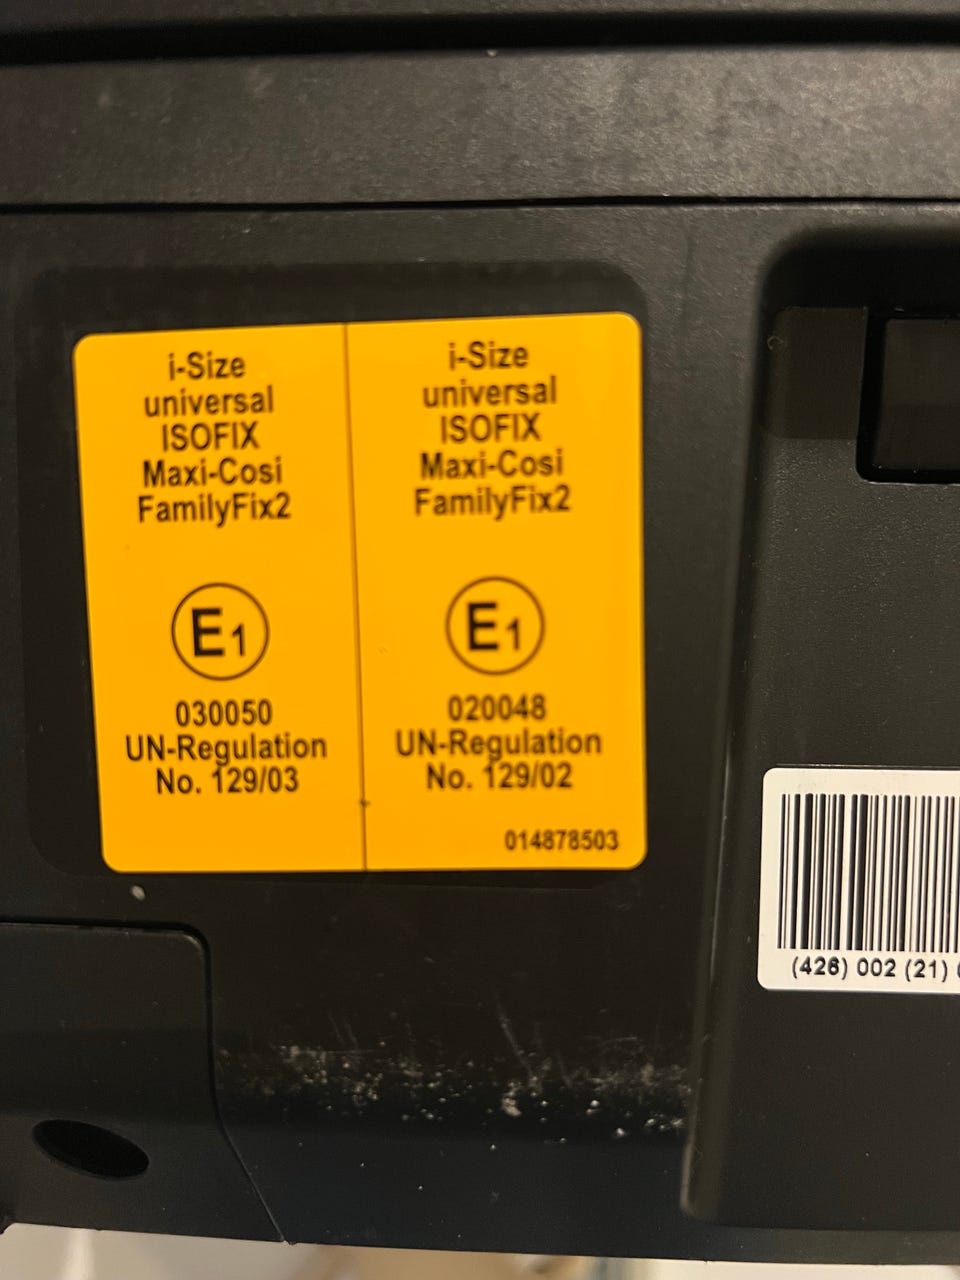 i-Size
universal
ISOFIX
Maxi-Cosi
FamilyFix2
E1
030050
UN-Regulation
No. 129/03
i-Size
universal
ISOFIX
Maxi-Cosi
FamilyFix2
E1
020048
UN-Regulation
No. 129/02
014878503
(426) 002 (21)